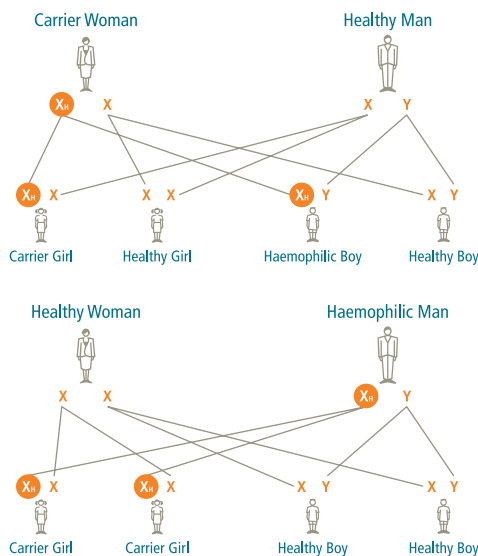 Carrier Woman Healthy Man
XH X X Y
XH X X X XH Y X Y
Carrier Girl Healthy Girl Haemophilic Boy Healthy Boy
Healthy Woman Haemophilic Man
X X XH Y
XH X XH X X Y X Y
Carrier Girl Carrier Girl Healthy Boy Healthy Boy